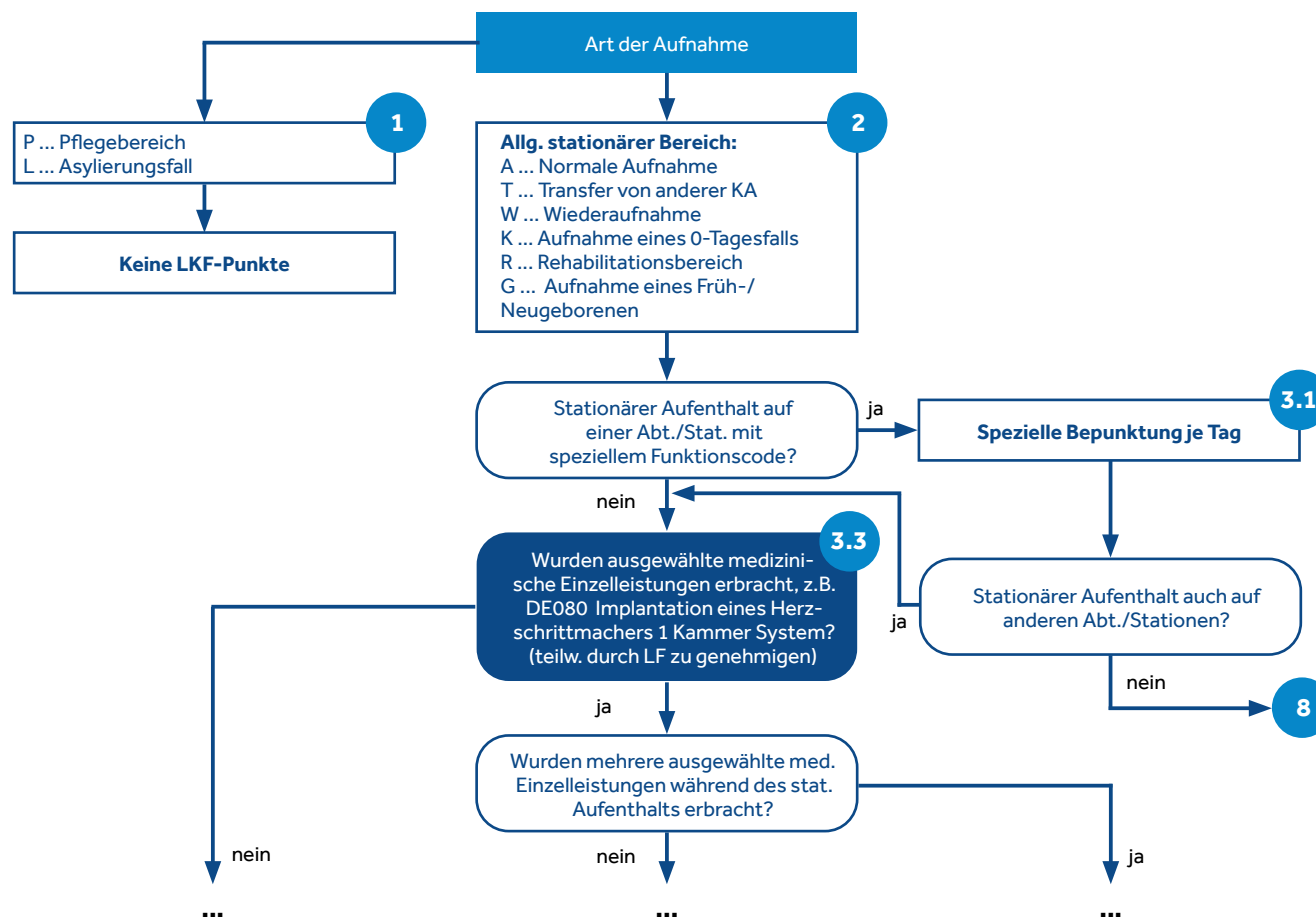 Art der Aufnahme
1
P ... Pflegebereich
L ... Asylierungsfall
Keine LKF-Punkte
2
Allg. stationärer Bereich:
A ... Normale Aufnahme
T ... Transfer von anderer KA
W ... Wiederaufnahme
K ... Aufnahme eines 0-Tagesfalls
R ... Rehabilitationsbereich
G ... Aufnahme eines Früh-/
Neugeborenen
Stationärer Aufenthalt auf
einer Abt./Stat. mit
speziellem Funktionscode?
ja
3.1
Spezielle Bepunktung je Tag
nein
3.3
Wurden ausgewählte medizini-
sche Einzelleistungen erbracht, z.B.
DE080 Implantation eines Herz-
schrittmachers 1 Kammer System?
(teilw. durch LF zu genehmigen)
ja
Stationärer Aufenthalt auch auf
anderen Abt./Stationen?
nein
8
ja
Wurden mehrere ausgewählte med.
Einzelleistungen während des stat.
Aufenthalts erbracht?
nein
nein
ja
...
...
...